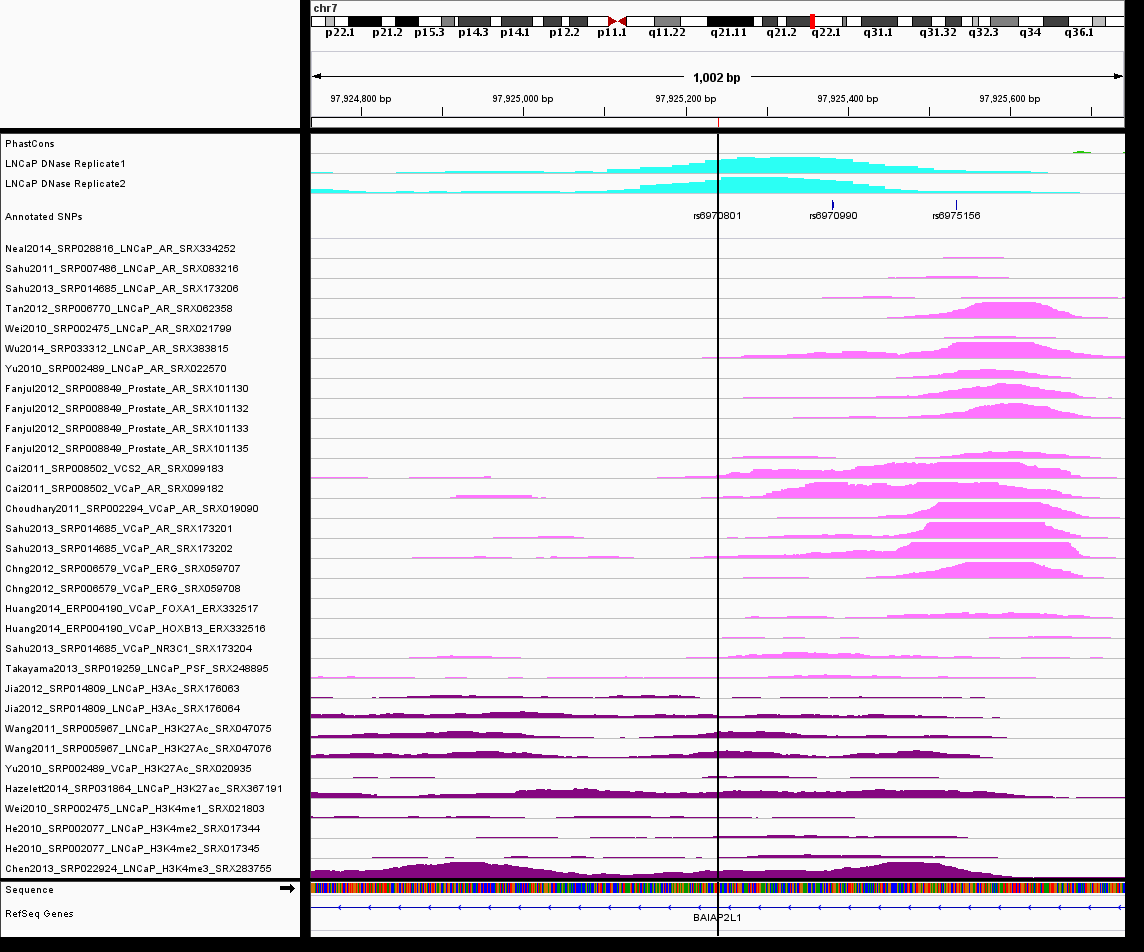 chr7
p22.1 p21.2 p15.3 p14.3 p14.1 p12.2 p11.1 q11.22 q21.11 q21.2 q22.1 q31.1 q31.32 q32.3 q34 q36.1
1,002 bp
97,924,800 bp 97,925,000 bp 97,925,200 bp 97,925,400 bp 97,925,600 bp
PhastCons
LNCaP DNase Replicate1
LNCaP DNase Replicate2
Annotated SNPs rs6970801 rs6970990 rs6975156
Neal2014_SRP028816_LNCaP_AR_SRX334252
Sahu2011_SRP007486_LNCaP_AR_SRX083216
Sahu2013_SRP014685_LNCaP_AR_SRX173206
Tan2012_SRP006770_LNCaP_AR_SRX062358
Wei2010_SRP002475_LNCaP_AR_SRX021799
Wu2014_SRP033312_LNCaP_AR_SRX383815
Yu2010_SRP002489_LNCaP_AR_SRX022570
Fanjul2012_SRP008849_Prostate_AR_SRX101130
Fanjul2012_SRP008849_Prostate_AR_SRX101132
Fanjul2012_SRP008849_Prostate_AR_SRX101133
Fanjul2012_SRP008849_Prostate_AR_SRX101135
Cai2011_SRP008502_VCS2_AR_SRX099183
Cai2011_SRP008502_VCaP_AR_SRX099182
Choudhary2011_SRP002294_VCaP_AR_SRX019090
Sahu2013_SRP014685_VCaP_AR_SRX173201
Sahu2013_SRP014685_VCaP_AR_SRX173202
Chng2012_SRP006579_VCaP_ERG_SRX059707
Chng2012_SRP006579_VCaP_ERG_SRX059708
Huang2014_ERP004190_VCaP_FOXA1_ERX332517
Huang2014_ERP004190_VCaP_HOXB13_ERX332516
Sahu2013_SRP014685_VCaP_NR3C1_SRX173204
Takayama2013_SRP019259_LNCaP_PSF_SRX248895
Jia2012_SRP014809_LNCaP_H3Ac_SRX176063
Jia2012_SRP014809_LNCaP_H3Ac_SRX176064
Wang2011_SRP005967_LNCaP_H3K27Ac_SRX047075
Wang2011_SRP005967_LNCaP_H3K27Ac_SRX047076
Yu2010_SRP002489_VCaP_H3K27Ac_SRX020935
Hazelett2014_SRP031864_LNCaP_H3K27ac_SRX367191
Wei2010_SRP002475_LNCaP_H3K4me1_SRX021803
He2010_SRP002077_LNCaP_H3K4me2_SRX017344
He2010_SRP002077_LNCaP_H3K4me2_SRX017345
Chen2013_SRP022924_LNCaP_H3K4me3_SRX283755
Sequence
RefSeq Genes
BAIAP2L1